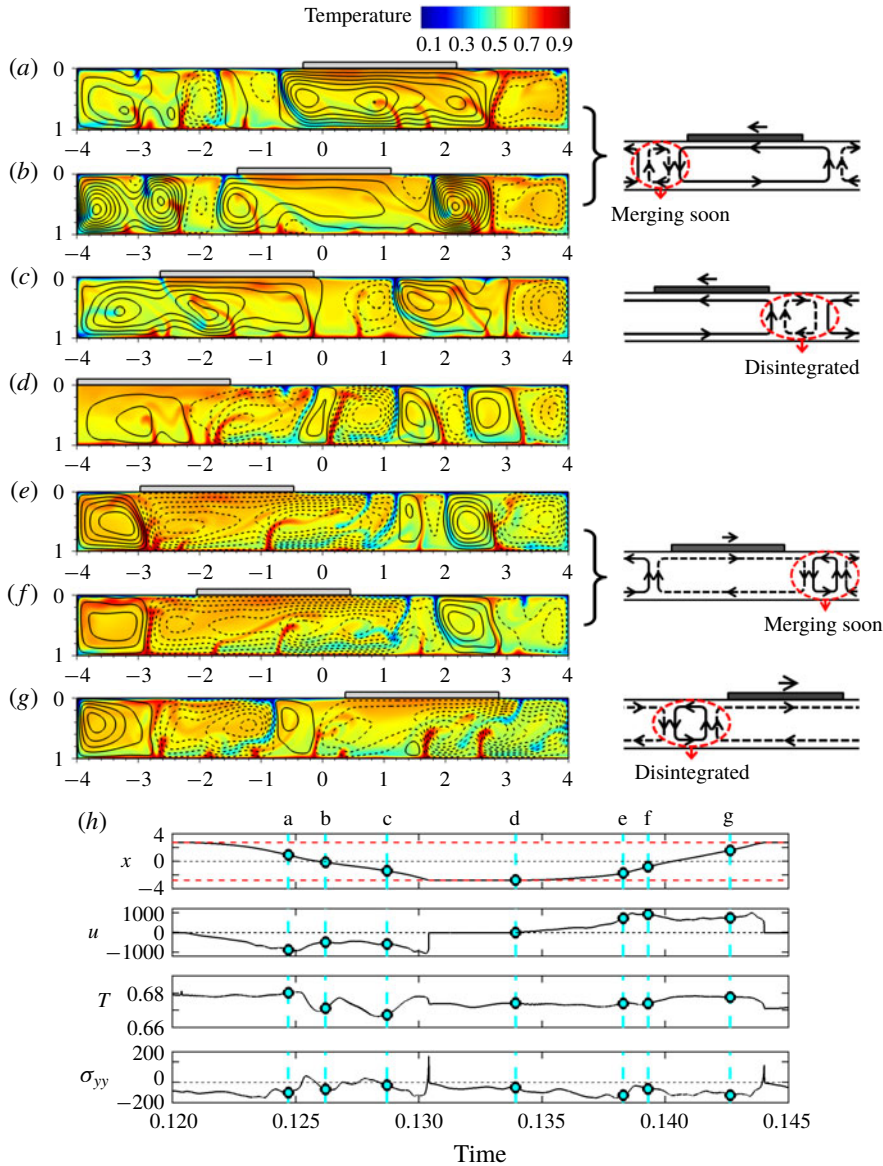 Temperature
0.1 0.3 0.5 0.7 0.9
(a) 0
1
−4 −3 −2 −1 0 1 2 3 4
(b) 0
1
−4 −3 −2 −1 0 1 2 3 4
Merging soon
(c) 0
1
−4 −3 −2 −1 0 1 2 3 4
Disintegrated
(d) 0
1
−4 −3 −2 −1 0 1 2 3 4
(e) 0
1
−4 −3 −2 −1 0 1 2 3 4
(f) 0
1
−4 −3 −2 −1 0 1 2 3 4
Merging soon
(g) 0
1
−4 −3 −2 −1 0 1 2 3 4
Disintegrated
(h) a b c d e f g
4
x 0
−4
1000
u 0
−1000
T 0.68
0.66
200
σyy 0
−200
0.120 0.125 0.130 0.135 0.140 0.145
Time